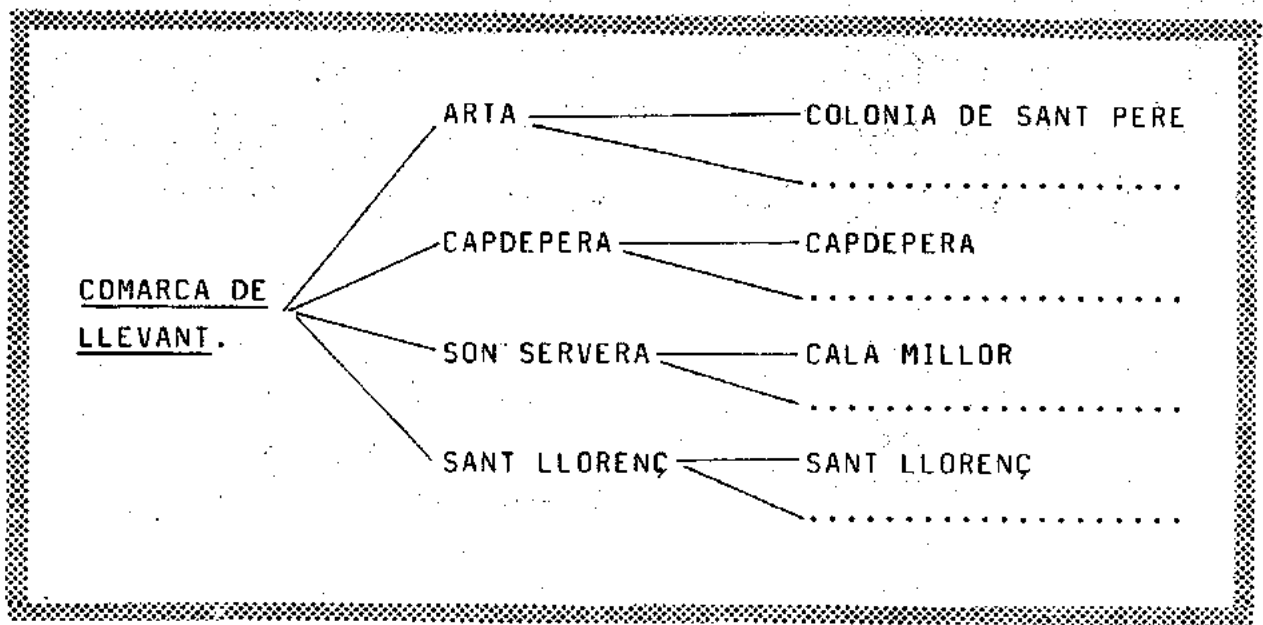 ARTA COLONIA DE SANT PERE
....................
CAPDEPERA CAPDEPERA
....................
COMARCA DE
LLEVANT.
SON SERVERA CALA MILLOR
....................
SANT LLORENÇ SANT LLORENÇ
....................